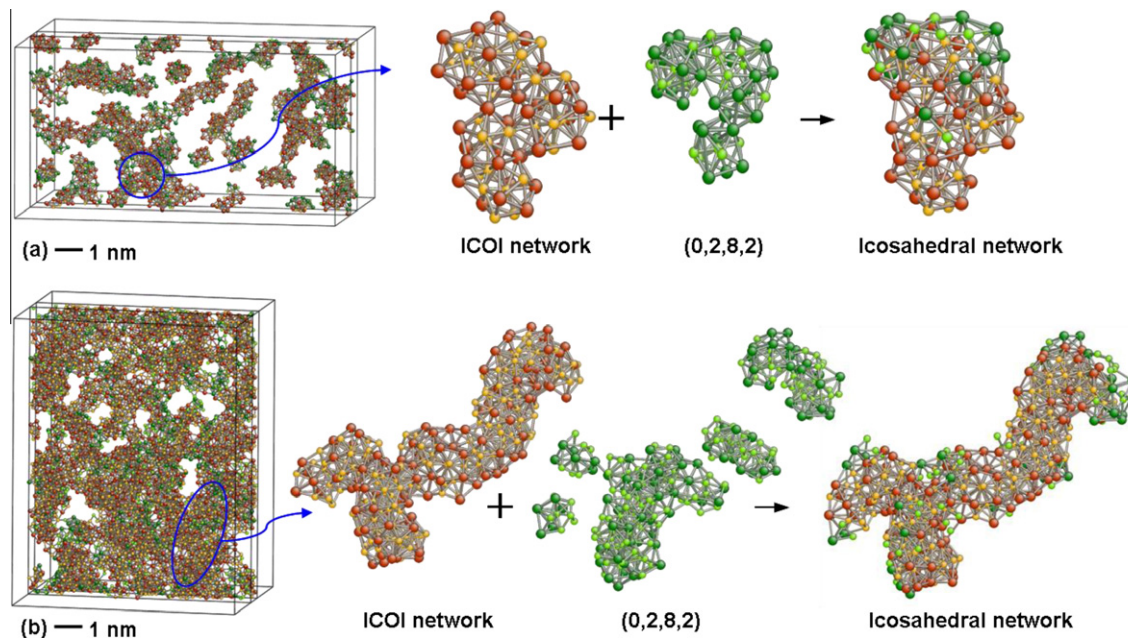 (a) 1 nm
ICOI network
(0,2,8,2)
Icosahedral network
(b) 1 nm
ICOI network
(0,2,8,2)
Icosahedral network